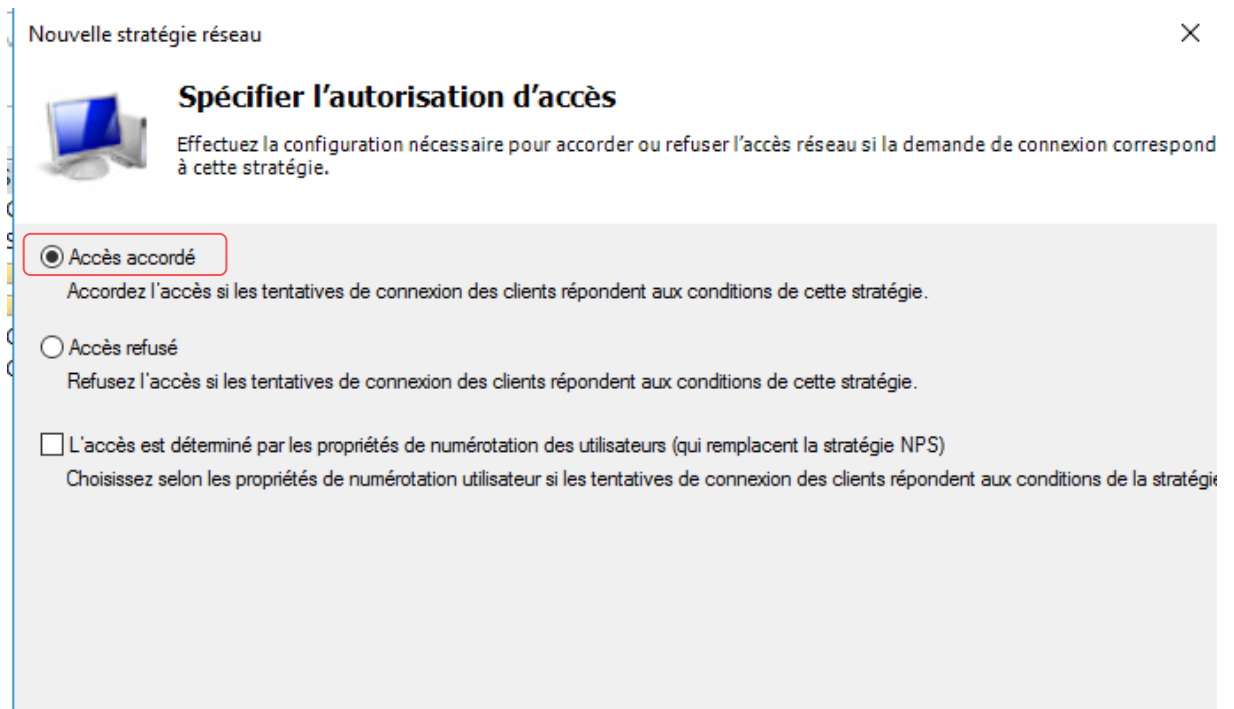 Nouvelle stratégie réseau
Spécifier l'autorisation d'accès
Effectuez la configuration nécessaire pour accorder ou refuser l'accès réseau si la demande de connexion correspond
à cette stratégie.
Accès accordé
Accordez l'accès si les tentatives de connexion des clients répondent aux conditions de cette stratégie.
Accès refusé
Refusez l'accès si les tentatives de connexion des clients répondent aux conditions de cette stratégie.
L'accès est déterminé par les propriétés de numérotation des utilisateurs (qui remplacent la stratégie NPS)
Choisissez selon les propriétés de numérotation utilisateur si les tentatives de connexion des clients répondent aux conditions de la stratégie